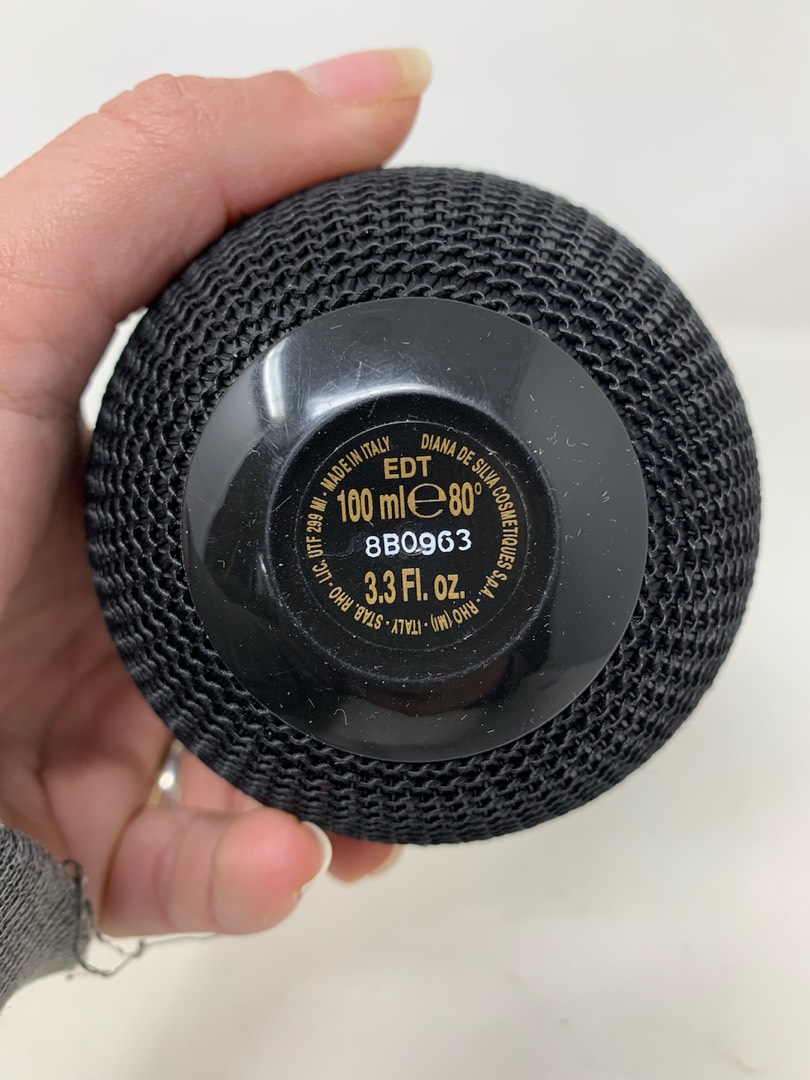 DIANA DE SILVA COSMETIQUES S.p.A. - RHO (MI) - ITALY - STAB. RHO - LIC. UTF 299 MI - MADE IN ITALY
EDT
100 ml e 80°
8B0963
3.3 Fl. oz.